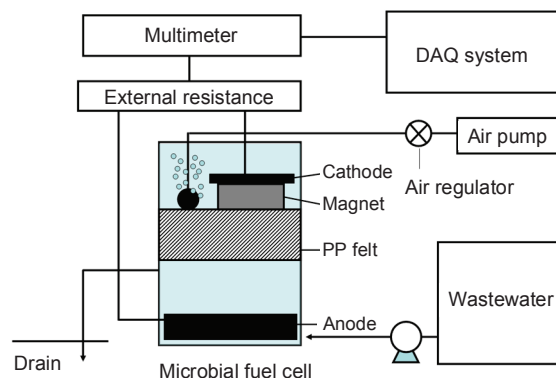 Multimeter
DAQ system
External resistance
Air pump
Cathode
Air regulator
Magnet
PP felt
Wastewater
Anode
Drain
Microbial fuel cell